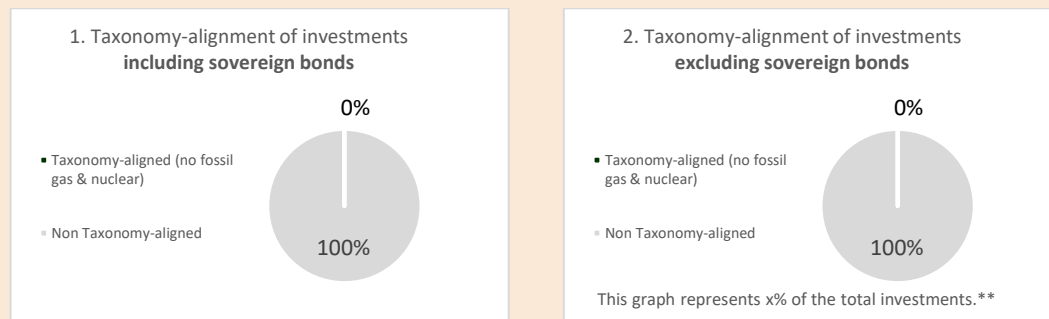 1. Taxonomy-alignment of investments
including sovereign bonds
0%
Taxonomy-aligned (no fossil
gas & nuclear)
Non Taxonomy-aligned
100%
2. Taxonomy-alignment of investments
excluding sovereign bonds
0%
Taxonomy-aligned (no fossil
gas & nuclear)
Non Taxonomy-aligned
100%
This graph represents x% of the total investments.**